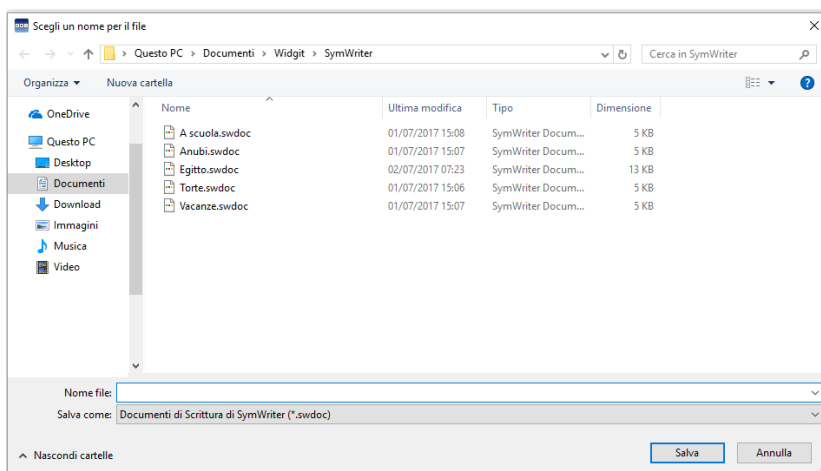 Scegli un nome per il file
Questo PC > Documenti > Widgit > SymWriter
Cerca in SymWriter
Organizza
Nuova cartella
OneDrive
Questo PC
Desktop
Documenti
Download
Immagini
Musica
Video
Nome Ultima modifica Tipo Dimensione
A scuola.swdoc 01/07/2017 15:08 SymWriter Docum... 5 KB
Anubi.swdoc 01/07/2017 15:07 SymWriter Docum... 5 KB
Egitto.swdoc 02/07/2017 07:23 SymWriter Docum... 13 KB
Torte.swdoc 01/07/2017 15:06 SymWriter Docum... 5 KB
Vacanze.swdoc 01/07/2017 15:07 SymWriter Docum... 5 KB
Nome file:
Salva come: Documenti di Scrittura di SymWriter (*.swdoc)
Nascondi cartelle
Salva
Annulla